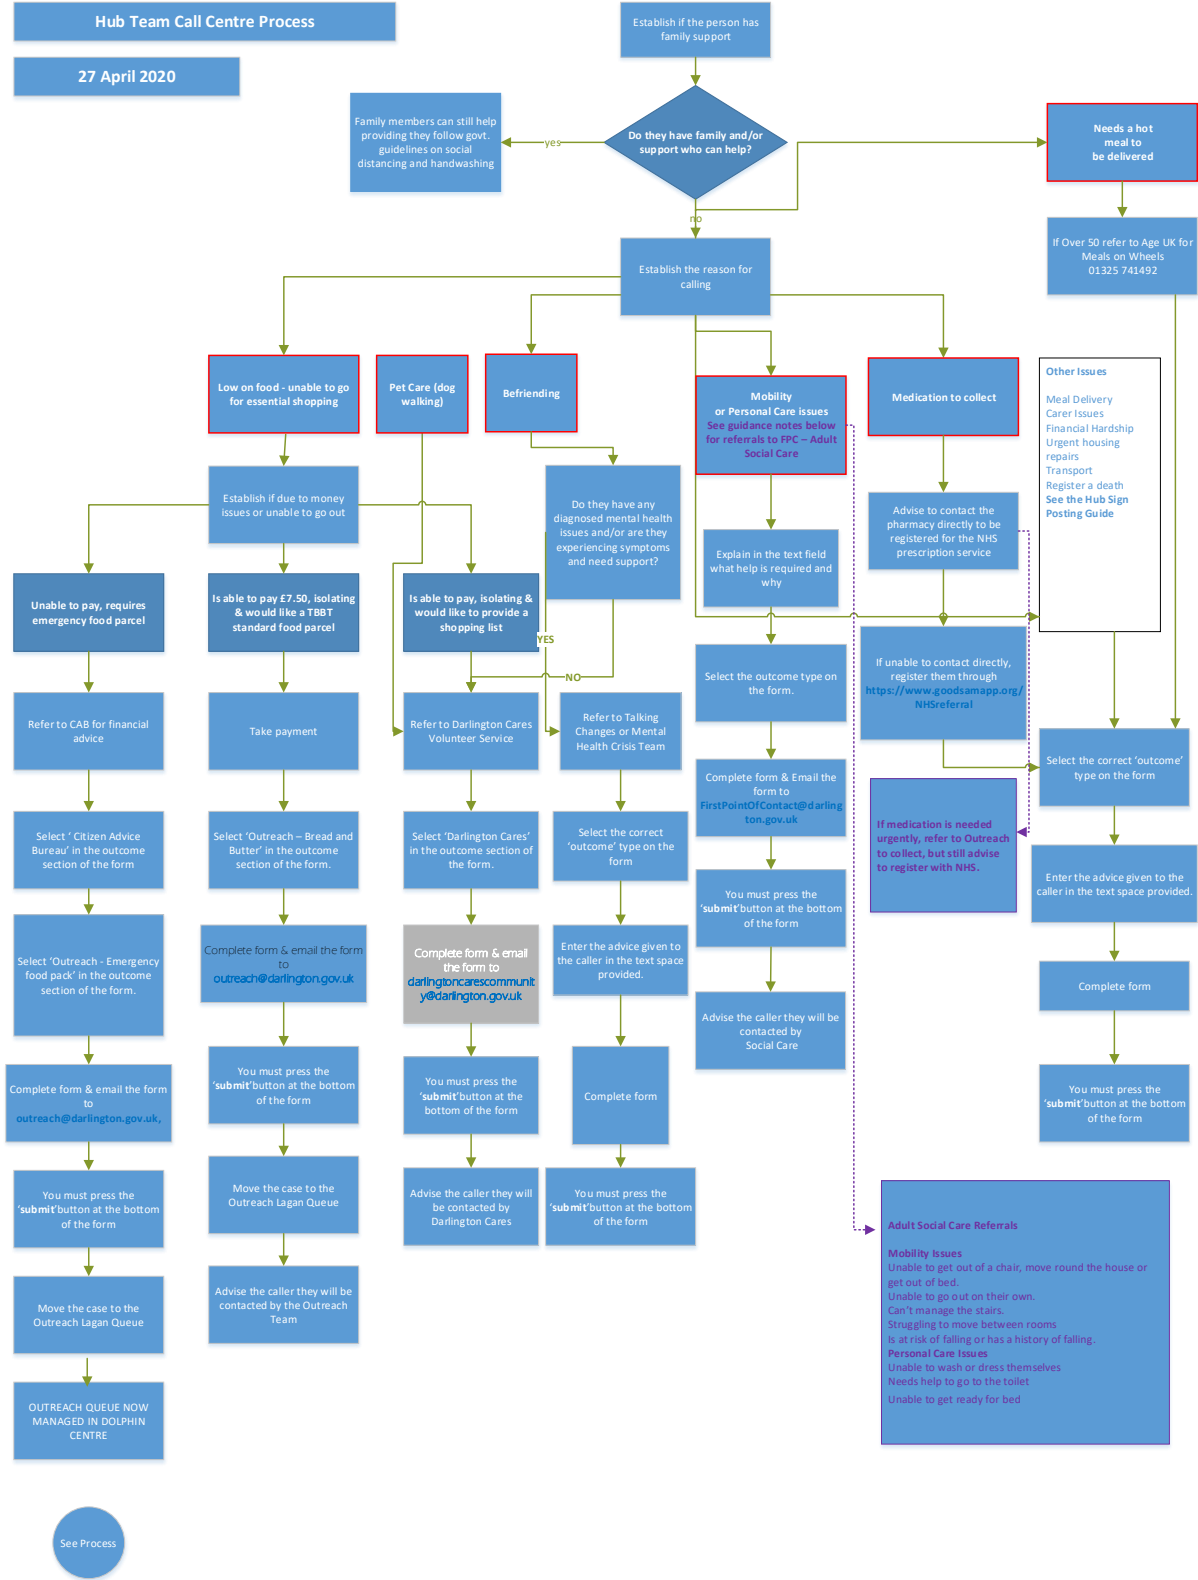 Hub Team Call Centre Process
27 April 2020
Establish if the person has
family support
Family members can still help
providing they follow govt.
guidelines on social
distancing and handwashing
yes
Do they have family and/or
support who can help?
no
Needs a hot
meal to
be delivered
If Over 50 refer to Age UK for
Meals on Wheels
01325 741492
Establish the reason for
calling
Low on food - unable to go
for essential shopping
Pet Care (dog
walking)
Befriending
Mobility
or Personal Care issues
See guidance notes below
for referrals to FPC – Adult
Social Care
Medication to collect
Other Issues
Meal Delivery
Carer Issues
Financial Hardship
Urgent housing
repairs
Transport
Register a death
See the Hub Sign
Posting Guide
Establish if due to money
issues or unable to go out
Do they have any
diagnosed mental health
issues and/or are they
experiencing symptoms
and need support?
Advise to contact the
pharmacy directly to be
registered for the NHS
prescription service
Explain in the text field
what help is required and
why
Unable to pay, requires
emergency food parcel
Is able to pay £7.50, isolating
& would like a TBBT
standard food parcel
Is able to pay, isolating &
would like to provide a
shopping list
YES
NO
Select the outcome type on
the form.
If unable to contact directly,
register them through
https://www.goodsamapp.org/
NHSreferral
Refer to CAB for financial
advice
Take payment
Refer to Darlington Cares
Volunteer Service
Refer to Talking
Changes or Mental
Health Crisis Team
Complete form & Email the
form to
FirstPointOfContact@darling
ton.gov.uk
Select the correct ‘outcome’
type on the form
Select ‘ Citizen Advice
Bureau’ in the outcome
section of the form
Select ‘Outreach – Bread and
Butter’ in the outcome
section of the form.
Select ‘Darlington Cares’
in the outcome section of
the form.
Select the correct
‘outcome’ type on the
form
If medication is needed
urgently, refer to Outreach
to collect, but still advise
to register with NHS.
Enter the advice given to the
caller in the text space
provided.
You must press the
‘submit’button at the bottom
of the form
Select ‘Outreach - Emergency
food pack’ in the outcome
section of the form.
Complete form & email the form
to
outreach@darlington.gov.uk
Complete form & email
the form to
darlingtoncarescommunit
y@darlington.gov.uk
Enter the advice given to
the caller in the text space
provided.
Complete form
Advise the caller they will be
contacted by
Social Care
Complete form & email the form
to
outreach@darlington.gov.uk,
You must press the
‘submit’button at the bottom
of the form
You must press the
‘submit’button at the
bottom of the form
Complete form
You must press the
‘submit’button at the bottom
of the form
You must press the
‘submit’button at the bottom
of the form
Move the case to the
Outreach Lagan Queue
Advise the caller they will
be contacted by
Darlington Cares
You must press the
‘submit’button at the bottom
of the form
Move the case to the
Outreach Lagan Queue
Advise the caller they will be
contacted by the Outreach
Team
Adult Social Care Referrals
Mobility Issues
Unable to get out of a chair, move round the house or
get out of bed.
Unable to go out on their own.
Can’t manage the stairs.
Struggling to move between rooms
Is at risk of falling or has a history of falling.
Personal Care Issues
Unable to wash or dress themselves
Needs help to go to the toilet
Unable to get ready for bed
OUTREACH QUEUE NOW
MANAGED IN DOLPHIN
CENTRE
See Process